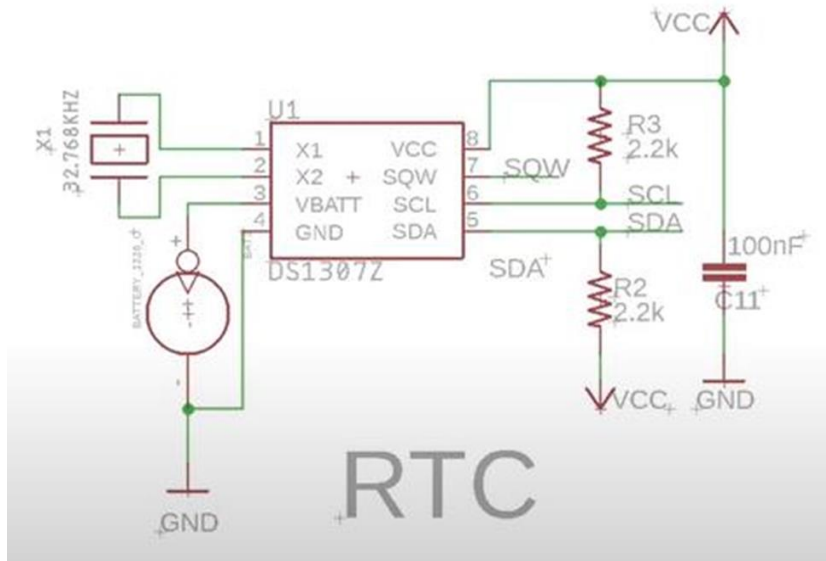 VCC
X1
32.768KHZ
U1
1
X1
VCC
8
2
X2
SQW
7
SQW
3
VBATT
SCL
6
SCL
4
GND
SDA
5
SDA
DS1307Z
SDA
R3
2.2k
R2
2.2k
100nF
C11
VCC
GND
+
-
GND
RTC